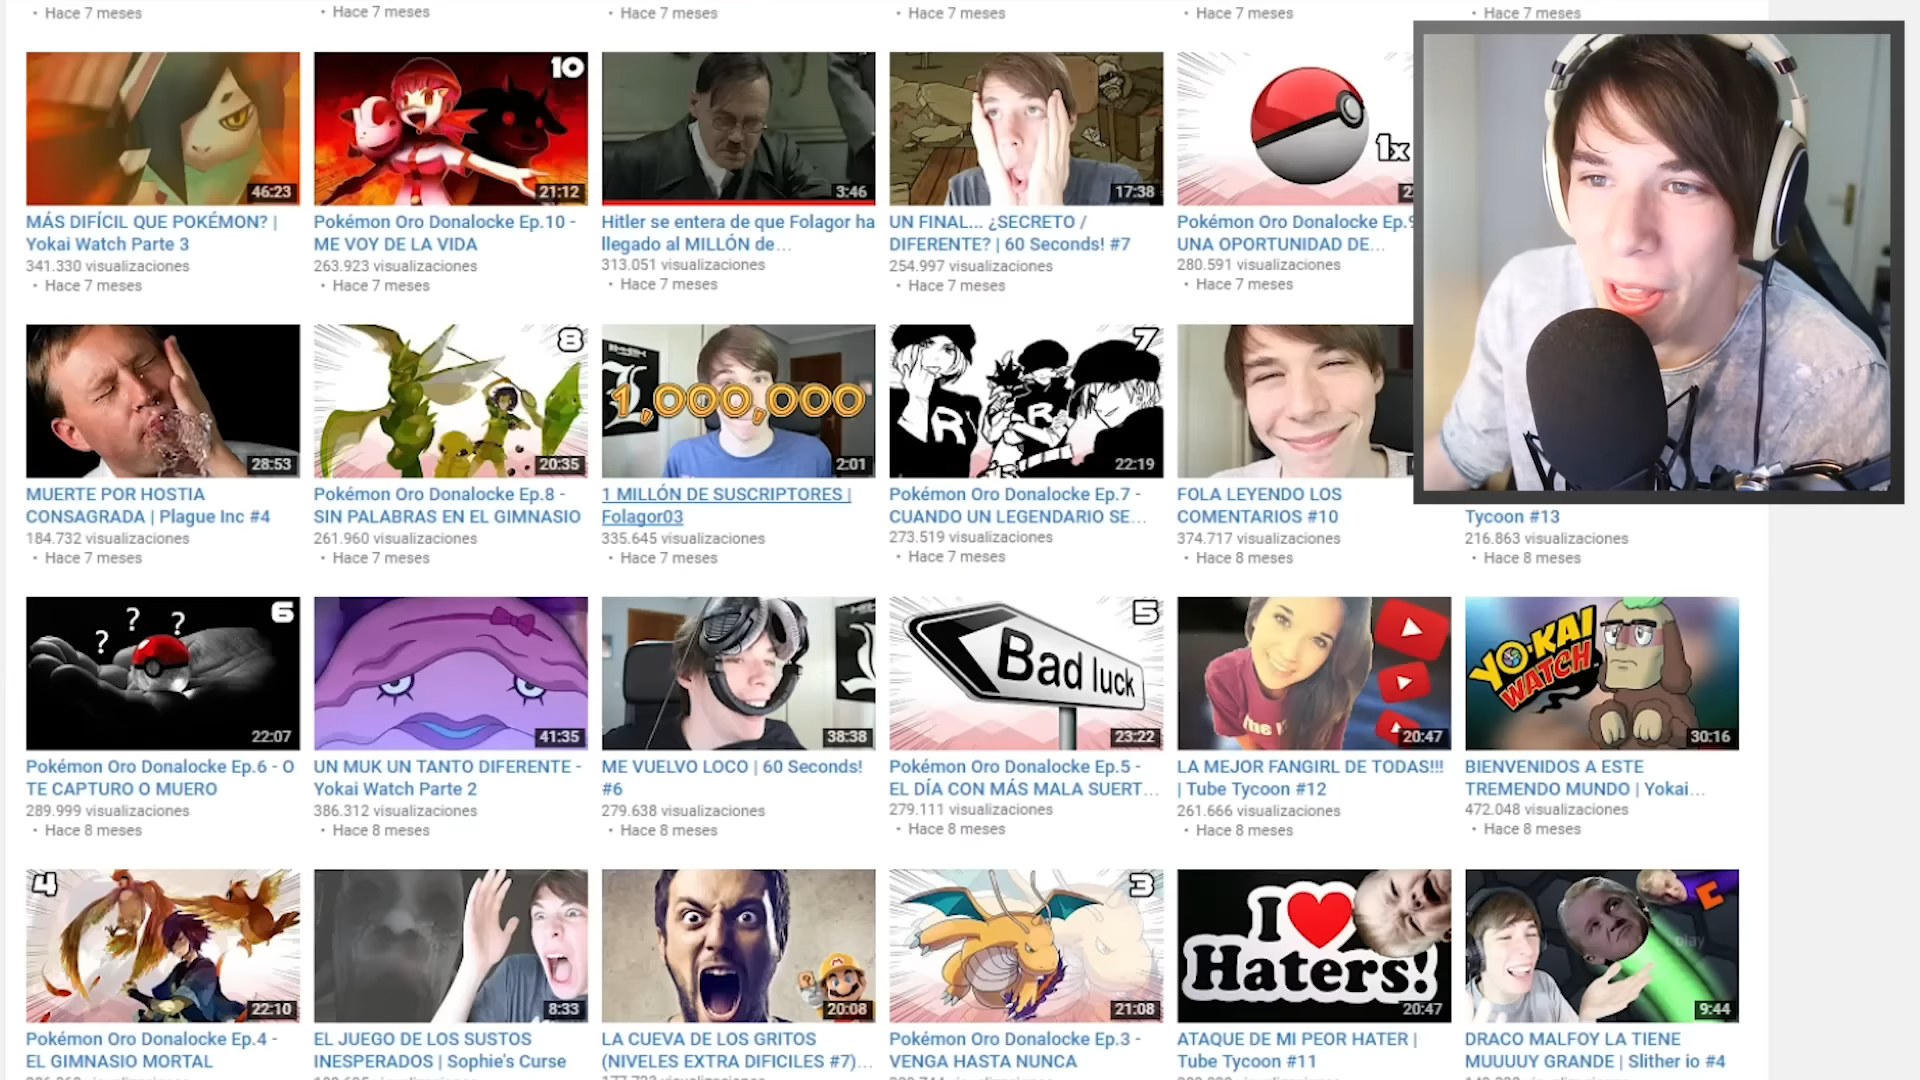 • Hace 7 meses
• Hace 7 meses
• Hace 7 meses
• Hace 7 meses
• Hace 7 meses
• Hace 7 meses
46:23
10
21:12
3:46
17:38
1x
MÁS DIFÍCIL QUE POKÉMON? |
Yokai Watch Parte 3
341.330 visualizaciones
• Hace 7 meses
Pokémon Oro Donalocke Ep.10 -
ME VOY DE LA VIDA
263.923 visualizaciones
• Hace 7 meses
Hitler se entera de que Folagor ha
llegado al MILLÓN de...
313.051 visualizaciones
• Hace 7 meses
UN FINAL... ¿SECRETO /
DIFERENTE? | 60 Seconds! #7
254.997 visualizaciones
• Hace 7 meses
Pokémon Oro Donalocke Ep.9
UNA OPORTUNIDAD DE...
280.591 visualizaciones
• Hace 7 meses
28:53
8
20:35
1,000,000
2:01
7
R
R
22:19
MUERTE POR HOSTIA
CONSAGRADA | Plague Inc #4
184.732 visualizaciones
• Hace 7 meses
Pokémon Oro Donalocke Ep.8 -
SIN PALABRAS EN EL GIMNASIO
261.960 visualizaciones
• Hace 7 meses
1 MILLÓN DE SUSCRIPTORES |
Folagor03
335.645 visualizaciones
• Hace 7 meses
Pokémon Oro Donalocke Ep.7 -
CUANDO UN LEGENDARIO SE...
273.519 visualizaciones
• Hace 7 meses
FOLA LEYENDO LOS
COMENTARIOS #10
374.717 visualizaciones
• Hace 8 meses
Tycoon #13
216.863 visualizaciones
• Hace 8 meses
? ? ?
6
22:07
41:35
38:38
5
Bad luck
23:22
me
20:47
YO-KAI
WATCH
30:16
Pokémon Oro Donalocke Ep.6 - O
TE CAPTURO O MUERO
289.999 visualizaciones
• Hace 8 meses
UN MUK UN TANTO DIFERENTE -
Yokai Watch Parte 2
386.312 visualizaciones
• Hace 8 meses
ME VUELVO LOCO | 60 Seconds!
#6
279.638 visualizaciones
• Hace 8 meses
Pokémon Oro Donalocke Ep.5 -
EL DÍA CON MÁS MALA SUERT...
279.111 visualizaciones
• Hace 8 meses
LA MEJOR FANGIRL DE TODAS!!!
| Tube Tycoon #12
261.666 visualizaciones
• Hace 8 meses
BIENVENIDOS A ESTE
TREMENDO MUNDO | Yokai...
472.048 visualizaciones
• Hace 8 meses
4
22:10
8:33
20:08
3
21:08
I
Haters!
20:47
play
9:44
Pokémon Oro Donalocke Ep.4 -
EL GIMNASIO MORTAL
EL JUEGO DE LOS SUSTOS
INESPERADOS | Sophie's Curse
LA CUEVA DE LOS GRITOS
(NIVELES EXTRA DIFICILES #7)...
Pokémon Oro Donalocke Ep.3 -
VENGA HASTA NUNCA
ATAQUE DE MI PEOR HATER |
Tube Tycoon #11
DRACO MALFOY LA TIENE
MUUUUY GRANDE | Slither io #4